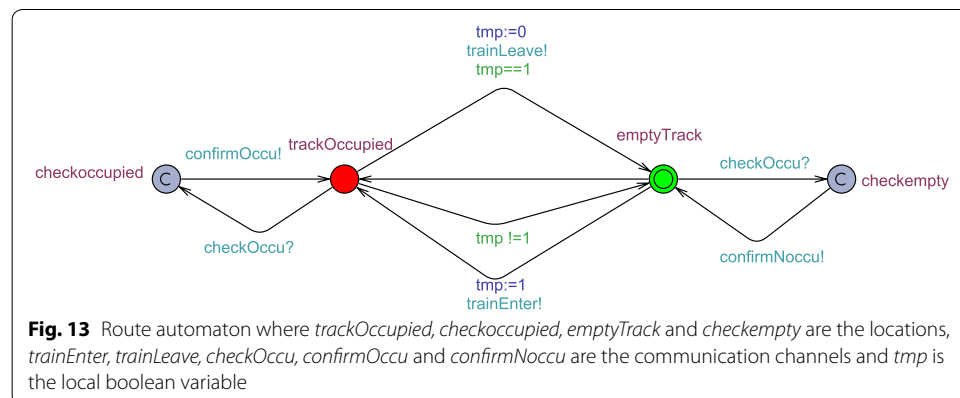 tmp:=0
trainLeave!
tmp==1
trackOccupied
emptyTrack
confirmOccu!
checkOccu?
checkoccupied
C
C
checkempty
checkOccu?
tmp !=1
confirmNoccu!
tmp:=1
trainEnter!
Fig. 13 Route automaton where trackOccupied, checkoccupied, emptyTrack and checkempty are the locations,
trainEnter, trainLeave, checkOccu, confirmOccu and confirmNoccu are the communication channels and tmp is
the local boolean variable